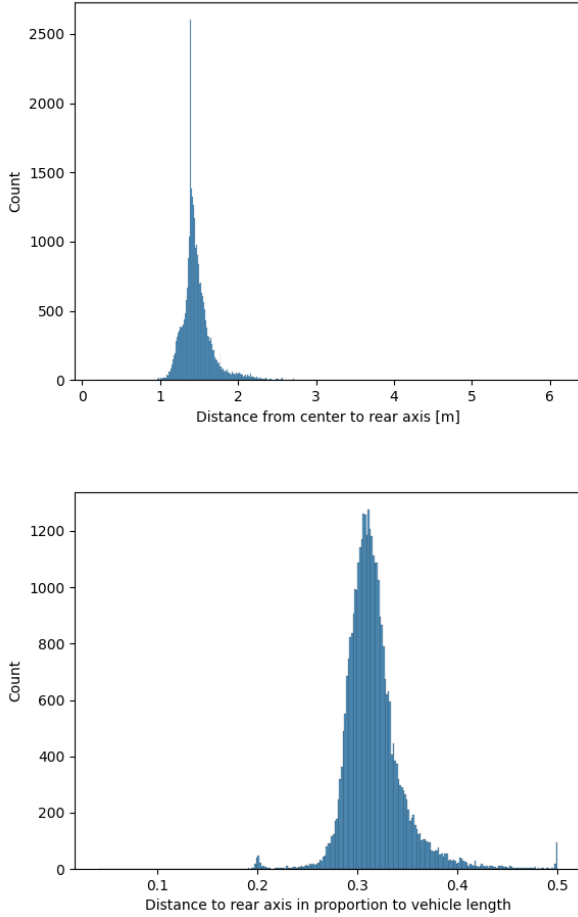 2500
2000
1500
1000
500
0
Count
0 1 2 3 4 5 6
Distance from center to rear axis [m]
1200
1000
800
600
400
200
0
Count
0.1 0.2 0.3 0.4 0.5
Distance to rear axis in proportion to vehicle length